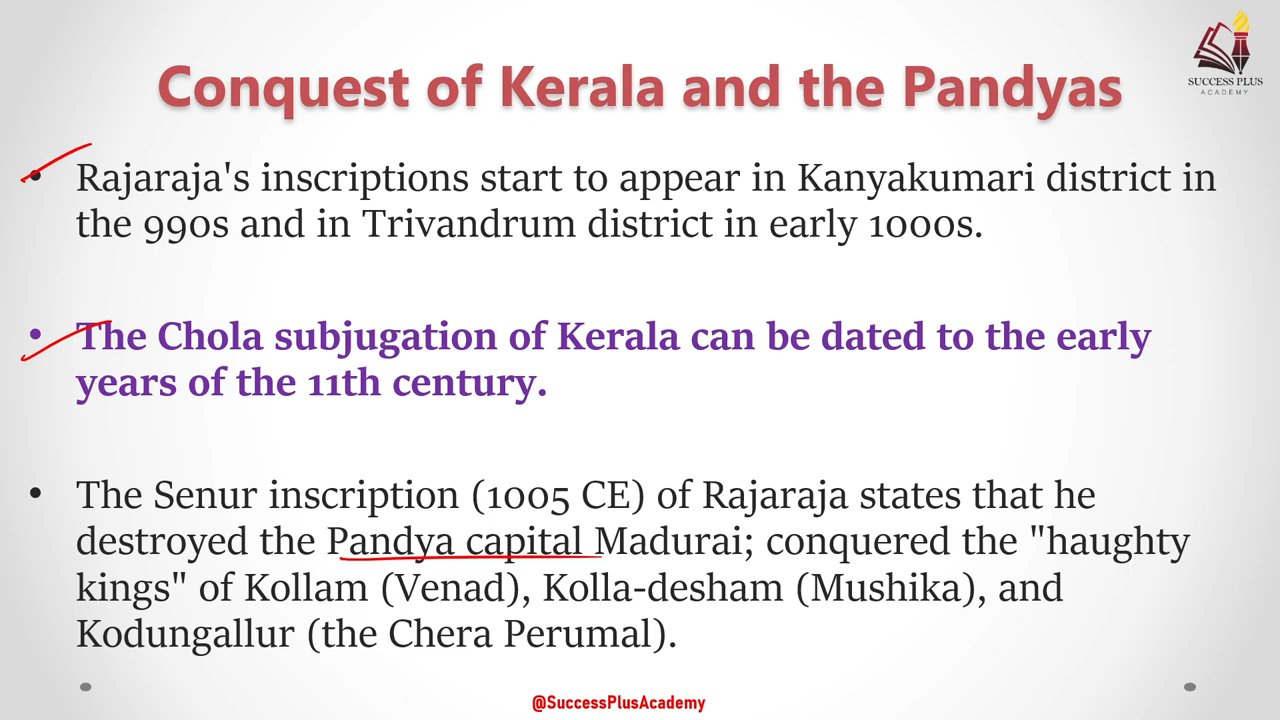 SUCCESS PLUS
ACADEMY
Conquest of Kerala and the Pandyas
• Rajaraja's inscriptions start to appear in Kanyakumari district in
the 990s and in Trivandrum district in early 1000s.
• The Chola subjugation of Kerala can be dated to the early
years of the 11th century.
• The Senur inscription (1005 CE) of Rajaraja states that he
destroyed the Pandya capital Madurai; conquered the "haughty
kings" of Kollam (Venad), Kolla-desham (Mushika), and
Kodungallur (the Chera Perumal).
@SuccessPlusAcademy